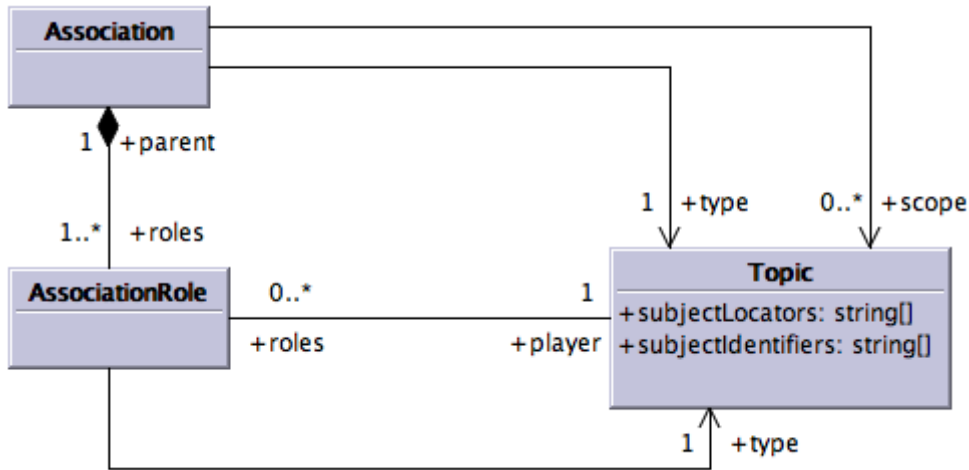 Association
1 +parent
1 +type
0..* +scope
1..* +roles
AssociationRole
0..* 1
+roles +player
Topic
+subjectLocators: string[]
+subjectIdentifiers: string[]
1 +type